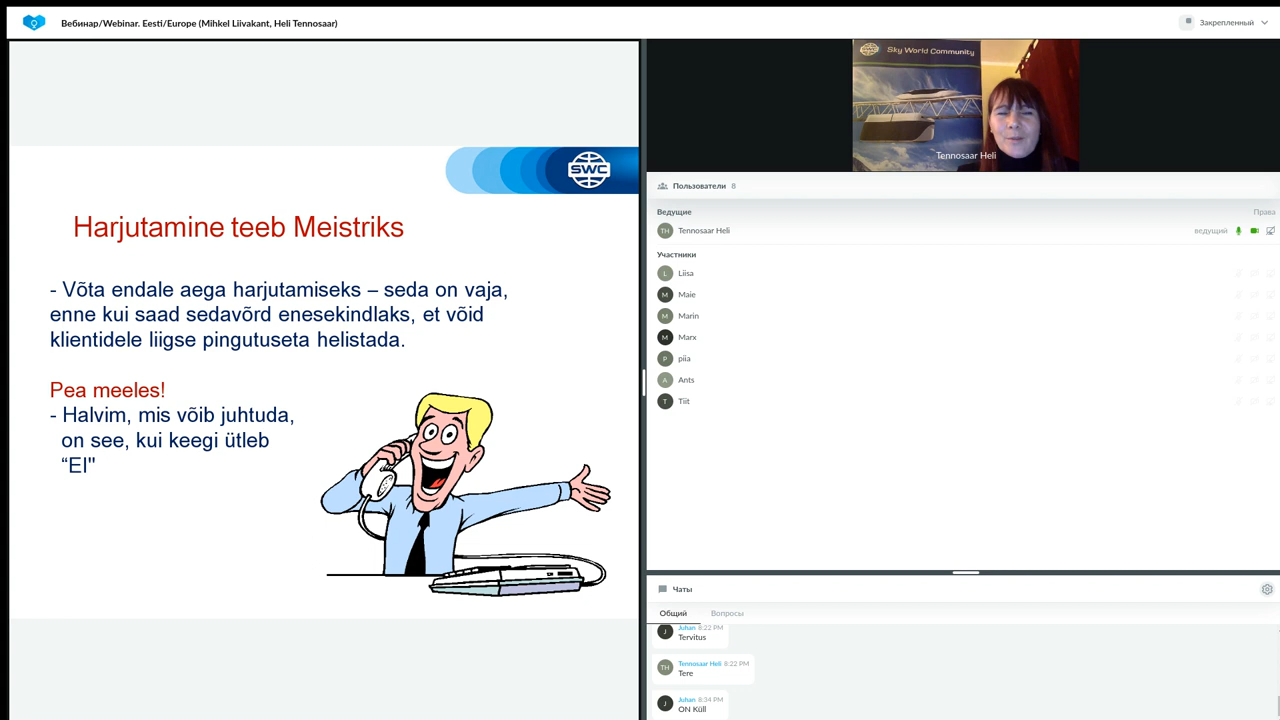 Вебинар/Webinar. Eesti/Europe (Mihkel Liivakant, Heli Tennosaar)
Закрепленный
SWC
Harjutamine teeb Meistriks
- Võta endale aega harjutamiseks – seda on vaja,
enne kui saad sedavõrd enesekindlaks, et võid
klientidele liigse pingutuseta helistada.
Pea meeles!
- Halvim, mis võib juhtuda,
on see, kui keegi ütleb
“EI"
Sky World Community
Tennosaar Heli
Пользователи 8
Ведущие
Права
TH Tennosaar Heli
ведущий
Участники
L Liisa
M Maie
M Marin
M Marx
P piia
A Ants
T Tiit
Чаты
Общий Вопросы
Juhan 8:22 PM
J Tervitus
Tennosaar Heli 8:22 PM
TH Tere
Juhan 8:34 PM
J ON Küll